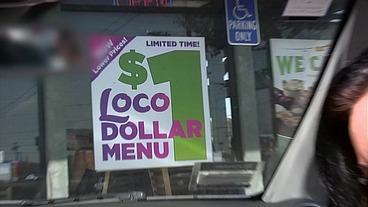 PARKING
ONLY
LIMITED TIME!
Lower Prices!
$1
Loco
DOLLAR
MENU
WE C